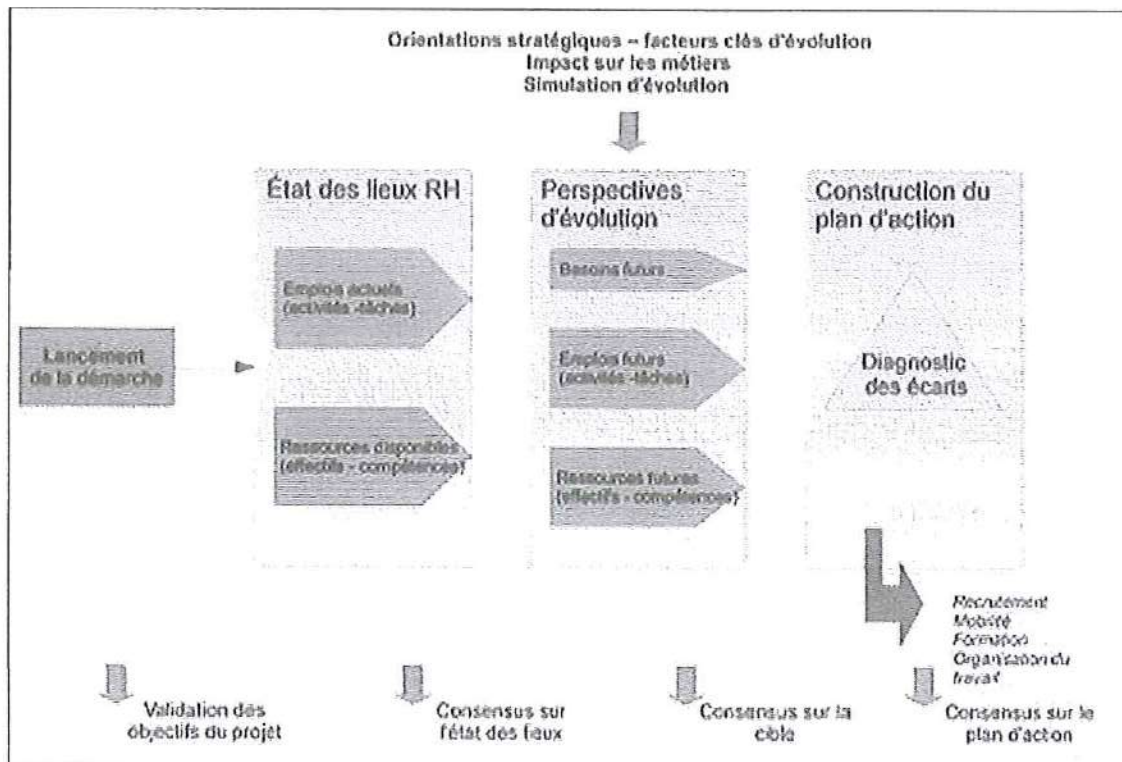 Orientations stratégiques – facteurs clés d'évolution
Impact sur les métiers
Simulation d'évolution
État des lieux RH
Perspectives
d'évolution
Construction du
plan d'action
Lancement
de la démarche
Emplois actuels
(activités -tâches)
Ressources disponibles
(effectifs - compétences)
Besoins futurs
Emplois futurs
(activités -tâches)
Ressources futures
(effectifs - compétences)
Diagnostic
des écarts
Recrutement
Mobilité
Formation
Organisation du
travail
Validation des
objectifs du projet
Consensus sur
l'état des lieux
Consensus sur la
cible
Consensus sur le
plan d'action